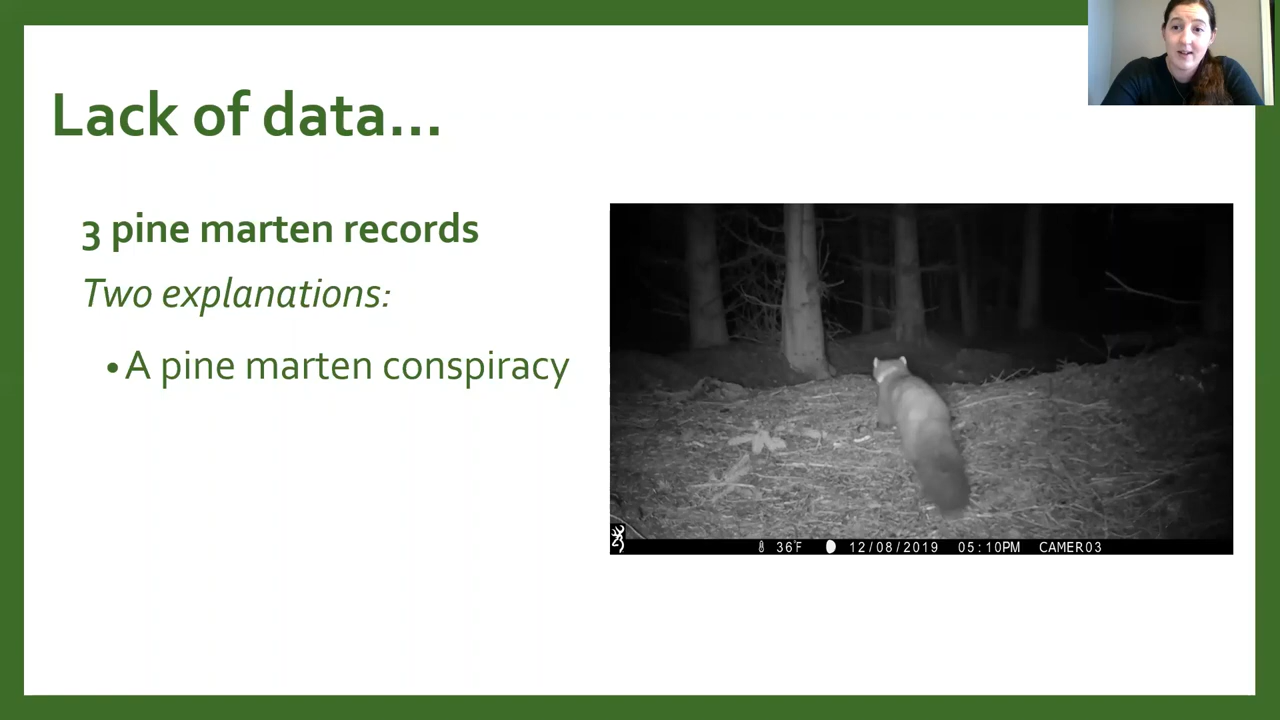 Lack of data...
3 pine marten records
Two explanations:
• A pine marten conspiracy
36°F 12/08/2019 05:10PM CAMER03